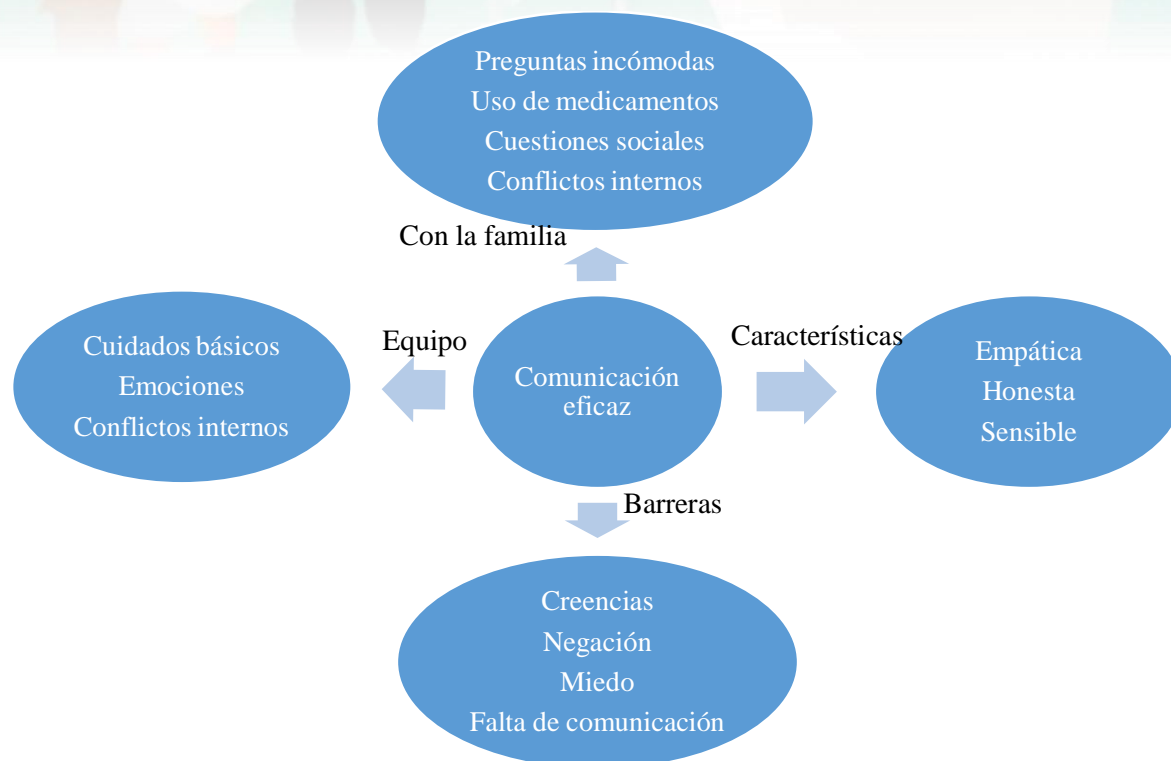 Preguntas incómodas
Uso de medicamentos
Cuestiones sociales
Conflictos internos
Con la familia
Equipo
Cuidados básicos
Emociones
Conflictos internos
Comunicación
eficaz
Características
Empática
Honesta
Sensible
Barreras
Creencias
Negación
Miedo
Falta de comunicación